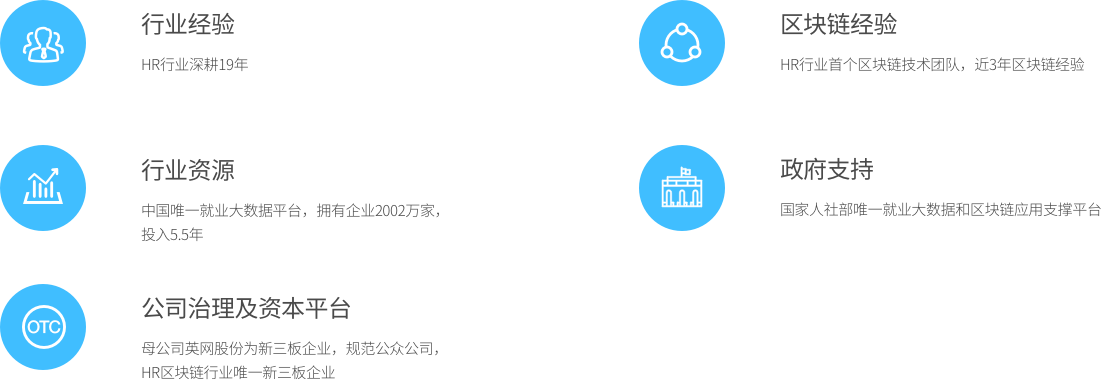 行业经验
HR行业深耕19年
区块链经验
HR行业首个区块链技术团队，近3年区块链经验
行业资源
中国唯一就业大数据平台，拥有企业2002万家，
投入5.5年
政府支持
国家人社部唯一就业大数据和区块链应用支撑平台
OTC
公司治理及资本平台
母公司英网股份为新三板企业，规范公众公司，
HR区块链行业唯一新三板企业